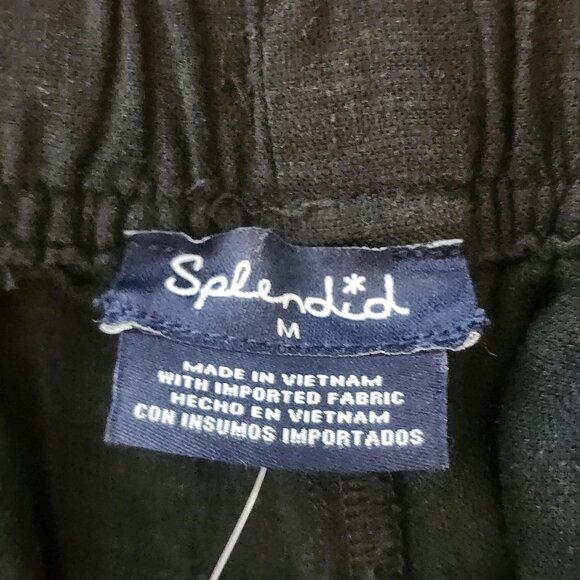 Splendid
M
MADE IN VIETNAM
WITH IMPORTED FABRIC
HECHO EN VIETNAM
CON INSUMOS IMPORTADOS